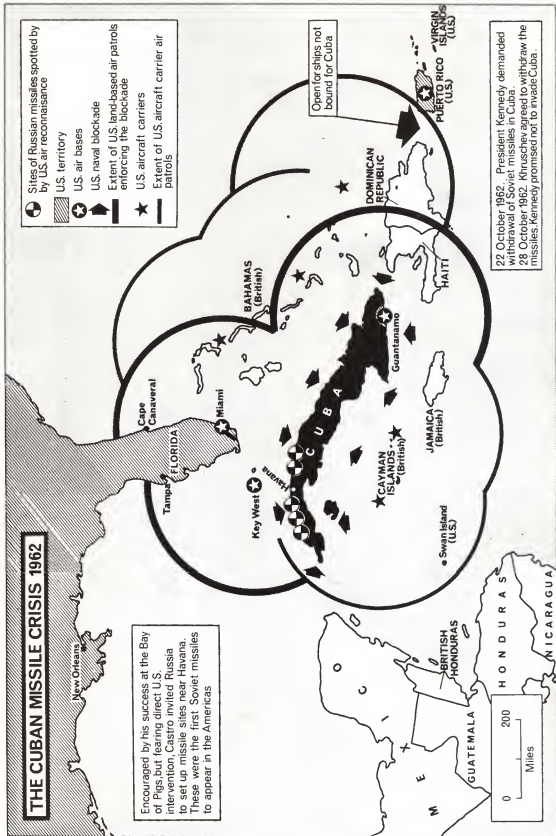 THE CUBAN MISSILE CRISIS 1962
Sites of Russian missiles spotted by
U.S. air reconnaissance
U.S. territory
U.S. air bases
U.S. naval blockade
Extent of U.S. land-based air patrols
enforcing the blockade
U.S. aircraft carriers
Extent of U.S. aircraft carrier air
patrols
New Orleans
Encouraged by his success at the Bay
of Pigs, but fearing direct U.S.
intervention, Castro invited Russia
to set up missile sites near Havana.
These were the first Soviet missiles
to appear in the Americas
Tampa
Cape
Canaveral
FLORIDA
Miami
Key West
Havana
CUBA
BAHAMAS
(British)
Guantanamo
CAYMAN
ISLANDS
(British)
JAMAICA
(British)
Swan Island
(U.S.)
HAITI
DOMINICAN
REPUBLIC
Open for ships not
bound for Cuba
PUERTO RICO
(U.S.)
VIRGIN
ISLANDS
(U.S.)
MEXICO
BRITISH
HONDURAS
GUATEMALA
HONDURAS
NICARAGUA
0 200
Miles
22 October 1962. President Kennedy demanded
withdrawal of Soviet missiles in Cuba.
28 October 1962. Khruschev agreed to withdraw the
missiles. Kennedy promised not to invade Cuba.